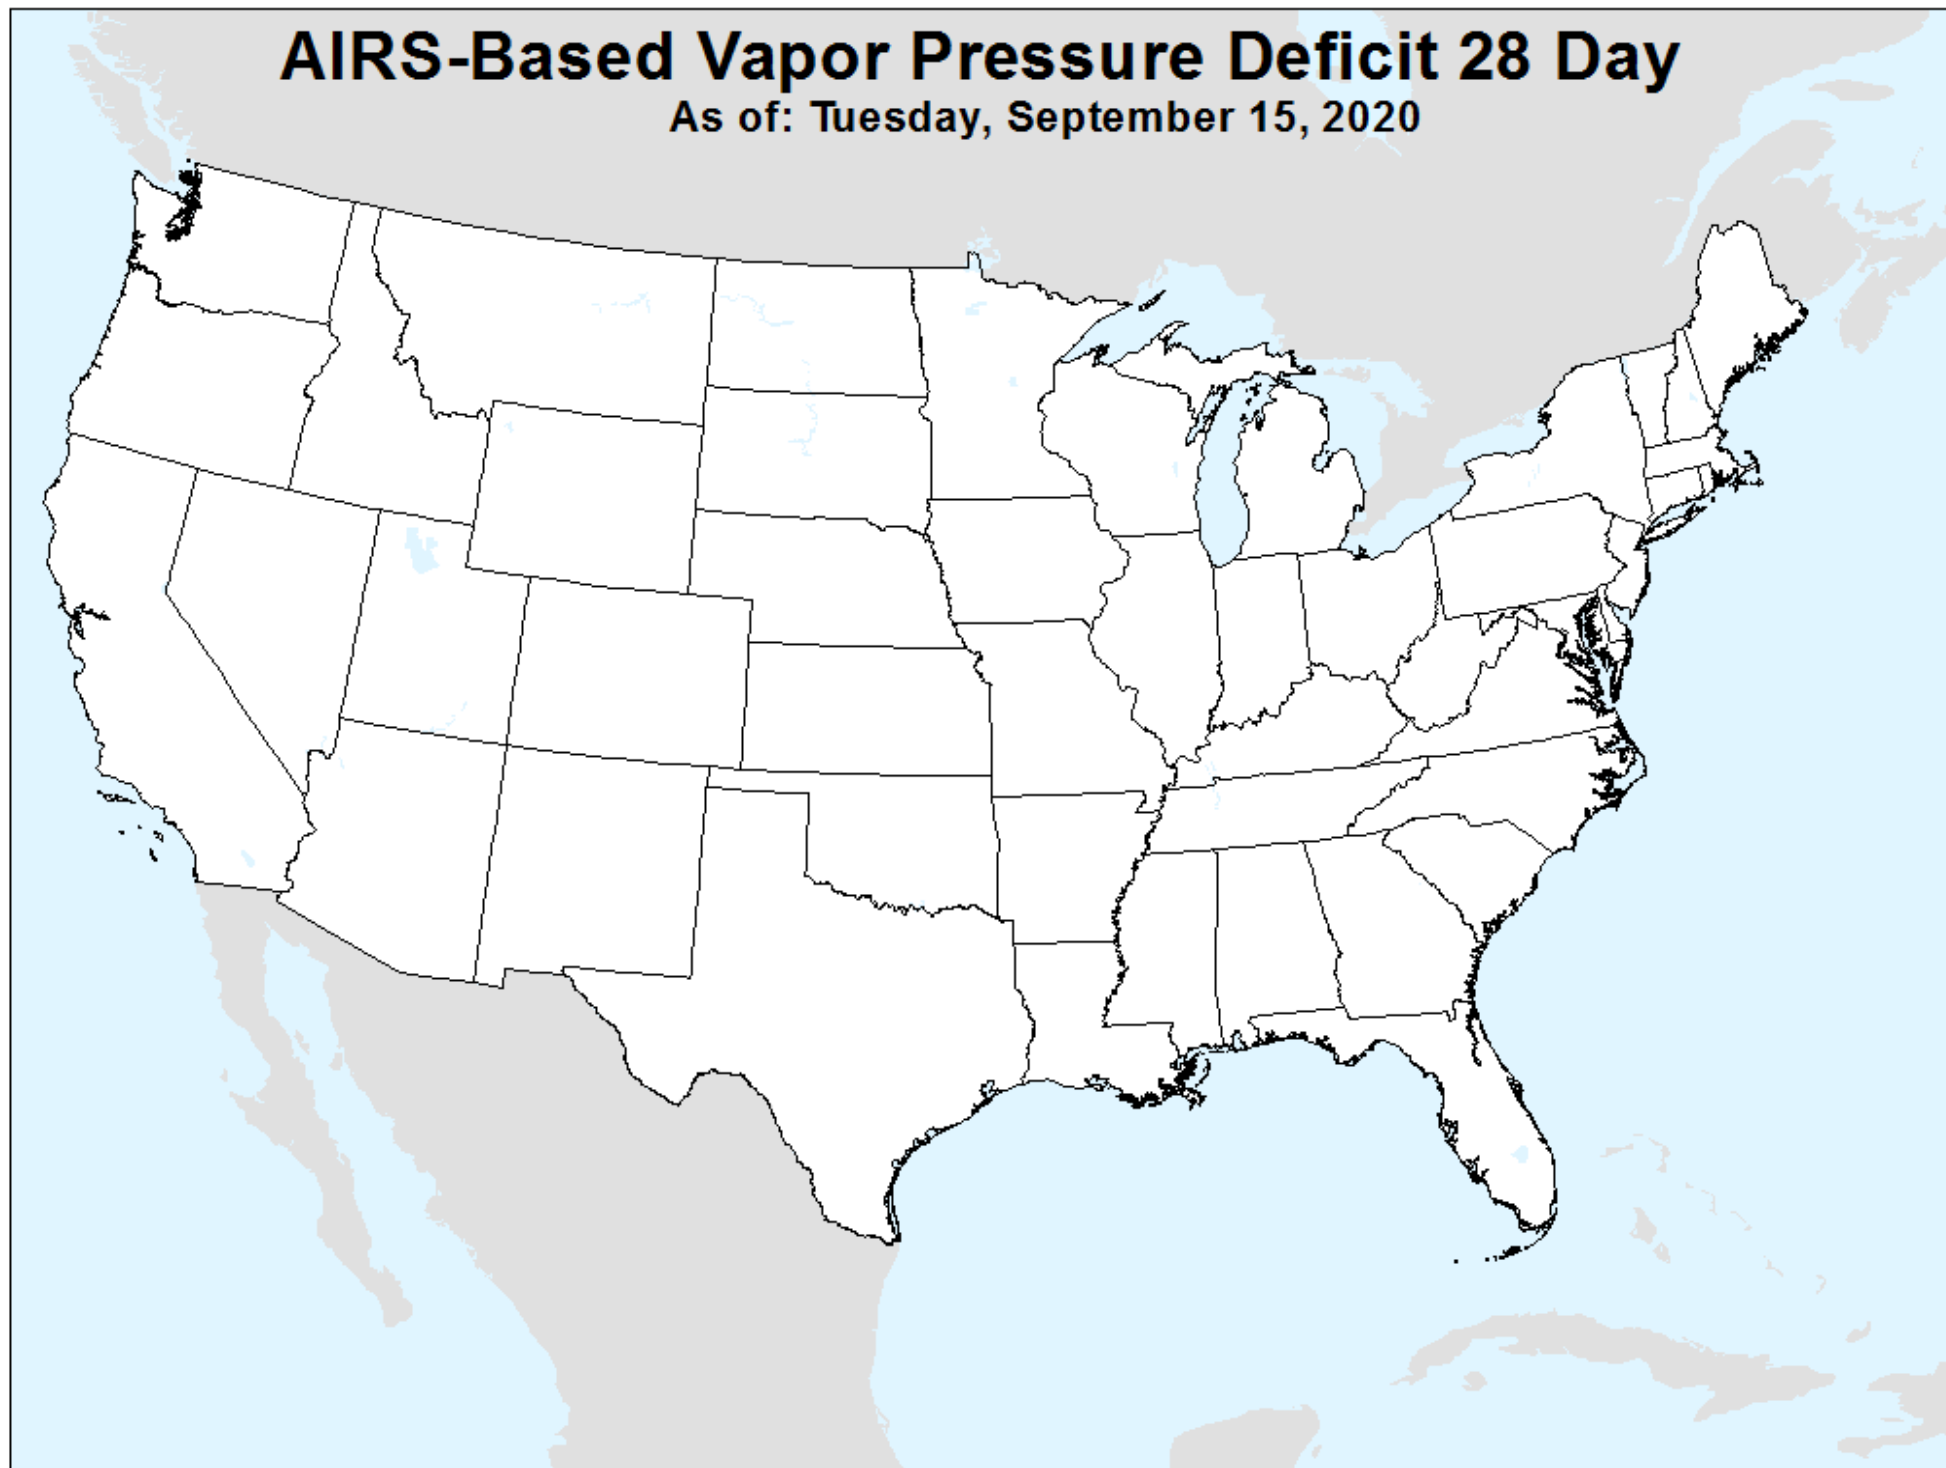 AIRS-Based Vapor Pressure Deficit 28 Day
As of: Tuesday, September 15, 2020